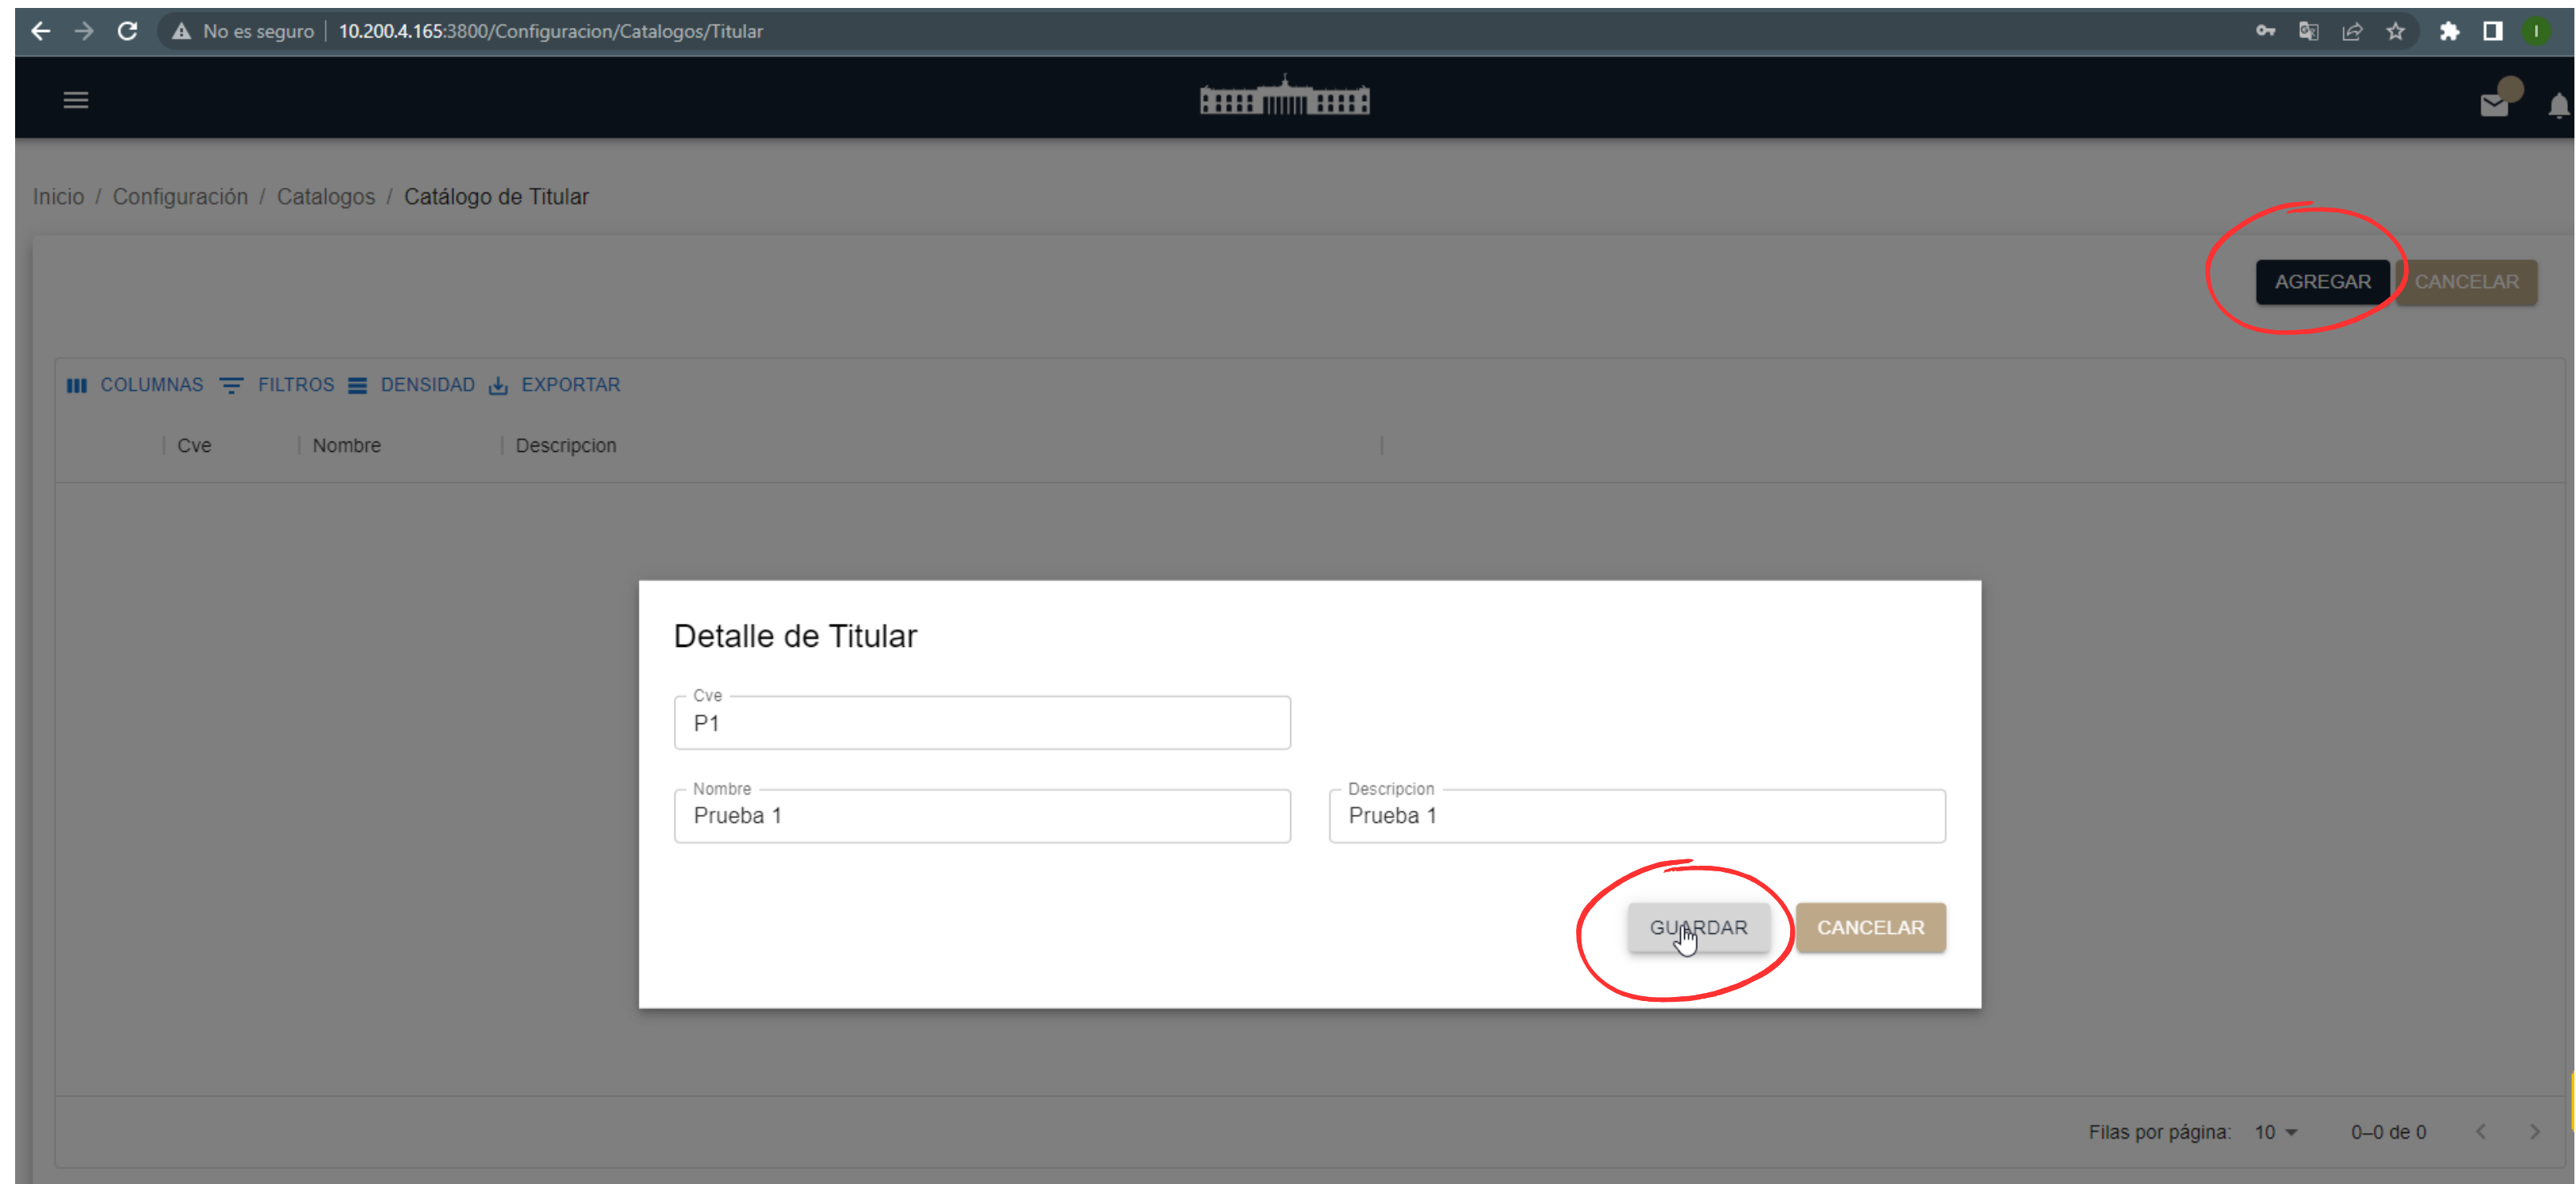 No es seguro | 10.200.4.165:3800/Configuracion/Catalogos/Titular
I
Inicio / Configuración / Catalogos / Catálogo de Titular
AGREGAR CANCELAR
COLUMNAS FILTROS DENSIDAD EXPORTAR
Cve Nombre Descripcion
Detalle de Titular
Cve
P1
Nombre Descripcion
Prueba 1 Prueba 1
GUARDAR CANCELAR
Filas por página: 10 0–0 de 0